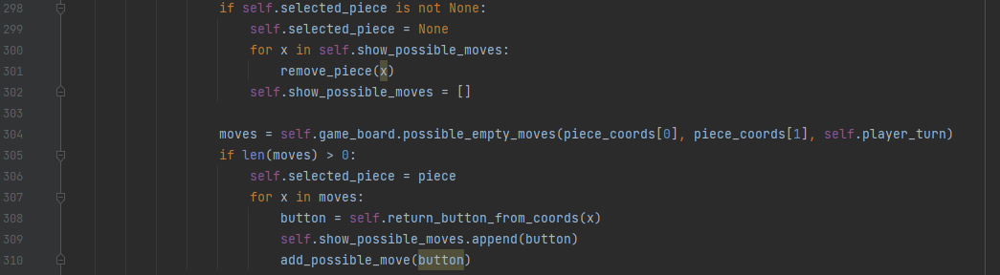 298 if self.selected_piece is not None:
299 self.selected_piece = None
300 for x in self.show_possible_moves:
301 remove_piece(x)
302 self.show_possible_moves = []
303
304 moves = self.game_board.possible_empty_moves(piece_coords[0], piece_coords[1], self.player_turn)
305 if len(moves) > 0:
306 self.selected_piece = piece
307 for x in moves:
308 button = self.return_button_from_coords(x)
309 self.show_possible_moves.append(button)
310 add_possible_move(button)